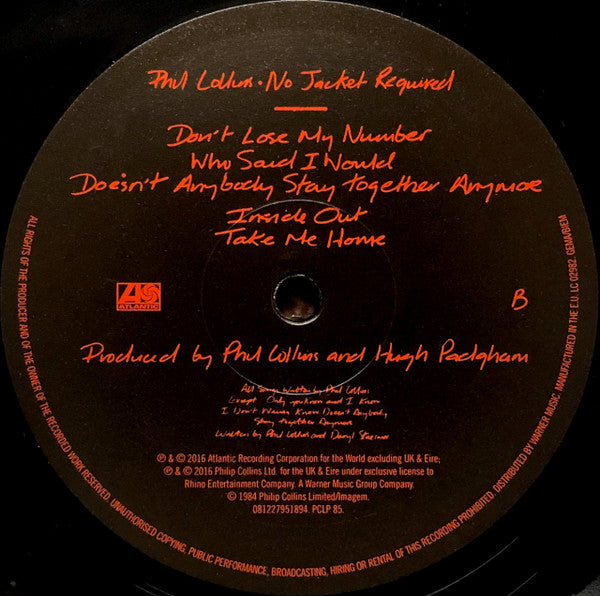 Phil Collins · No Jacket Required
Don't Lose My Number
Who Said I Would
Doesn't Anybody Stay Together Anymore
Inside Out
Take Me Home
ATLANTIC
B
Produced by Phil Collins and Hugh Padgham
All Songs Written by Phil Collins
Except Only you know and I know
I Don't Wanna Know Doesn't Anybody
Stay together Anymore
Written by Phil Collins and Daryl Stuermer
℗ & © 2016 Atlantic Recording Corporation for the World excluding UK & Eire;
℗ & © 2016 Philip Collins Ltd. for the UK & Eire under exclusive license to
Rhino Entertainment Company. A Warner Music Group Company.
© 1984 Philip Collins Limited/Imagem.
081227951894. PCLP 85.
ALL RIGHTS OF THE PRODUCER AND OF THE OWNER OF THE RECORDED WORK RESERVED. UNAUTHORISED COPYING, PUBLIC PERFORMANCE, BROADCASTING, HIRING OR RENTAL OF THIS RECORDING PROHIBITED. DISTRIBUTED BY WARNER MUSIC. MANUFACTURED IN THE E.U. LC 02982. GEMA/BIEM